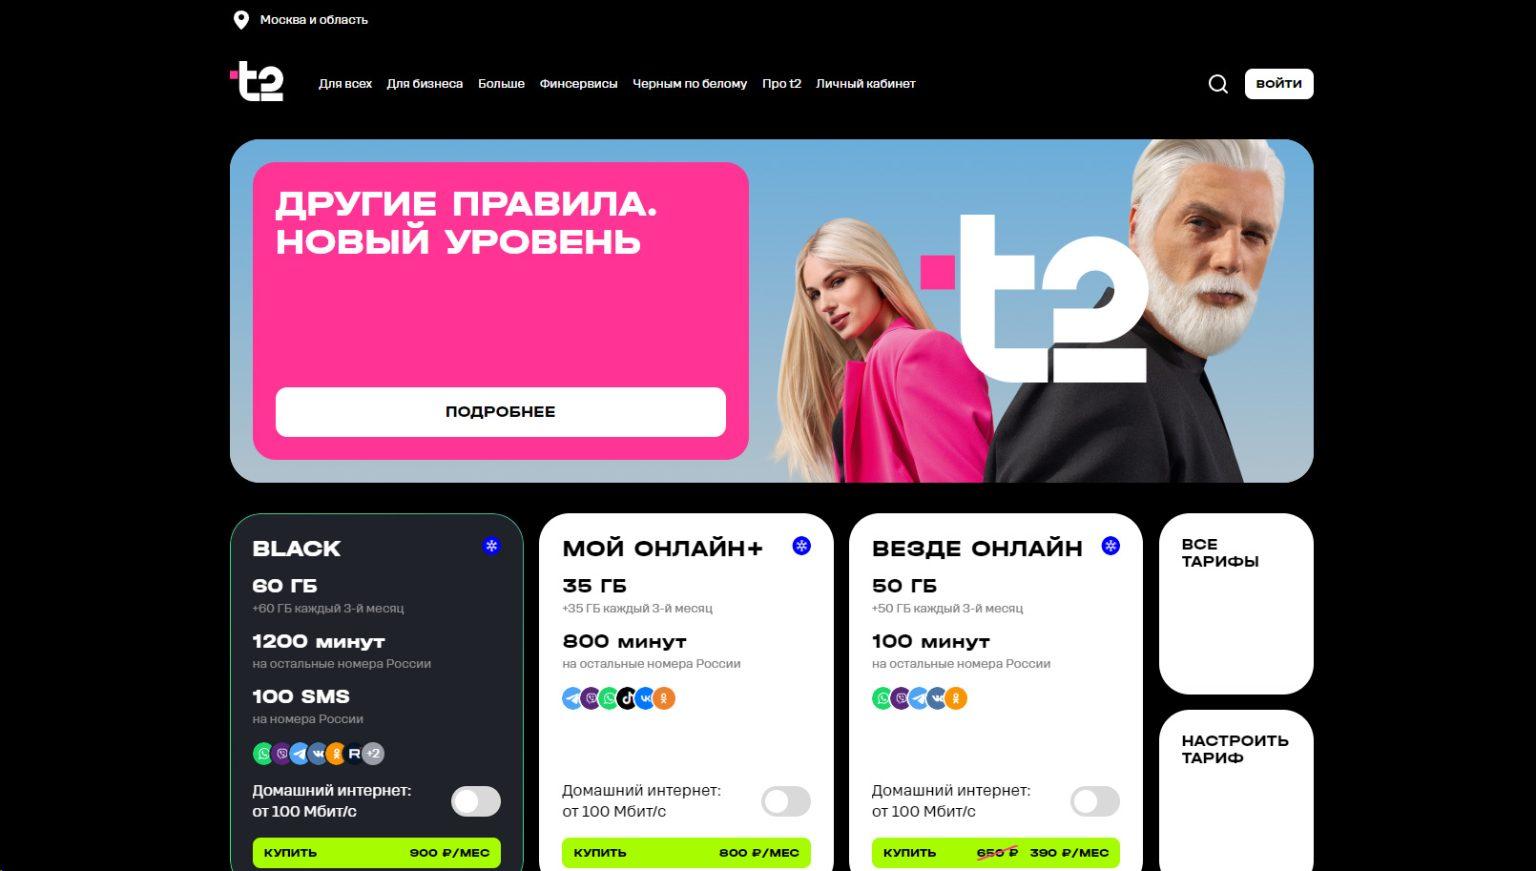 Москва и область
t2
Для всех Для бизнеса Больше Финсервисы Черным по белому Про t2 Личный кабинет
ВОЙТИ
ДРУГИЕ ПРАВИЛА.
НОВЫЙ УРОВЕНЬ
ПОДРОБНЕЕ
t2
BLACK
60 ГБ
+60 ГБ каждый 3-й месяц
1200 минут
на остальные номера России
100 SMS
на номера России
R +2
Домашний интернет:
от 100 Мбит/с
КУПИТЬ 900 ₽/МЕС
МОЙ ОНЛАЙН+
35 ГБ
+35 ГБ каждый 3-й месяц
800 минут
на остальные номера России
Домашний интернет:
от 100 Мбит/с
КУПИТЬ 800 ₽/МЕС
ВЕЗДЕ ОНЛАЙН
50 ГБ
+50 ГБ каждый 3-й месяц
100 минут
на остальные номера России
Домашний интернет:
от 100 Мбит/с
КУПИТЬ 650 ₽ 390 ₽/МЕС
ВСЕ
ТАРИФЫ
НАСТРОИТЬ
ТАРИФ